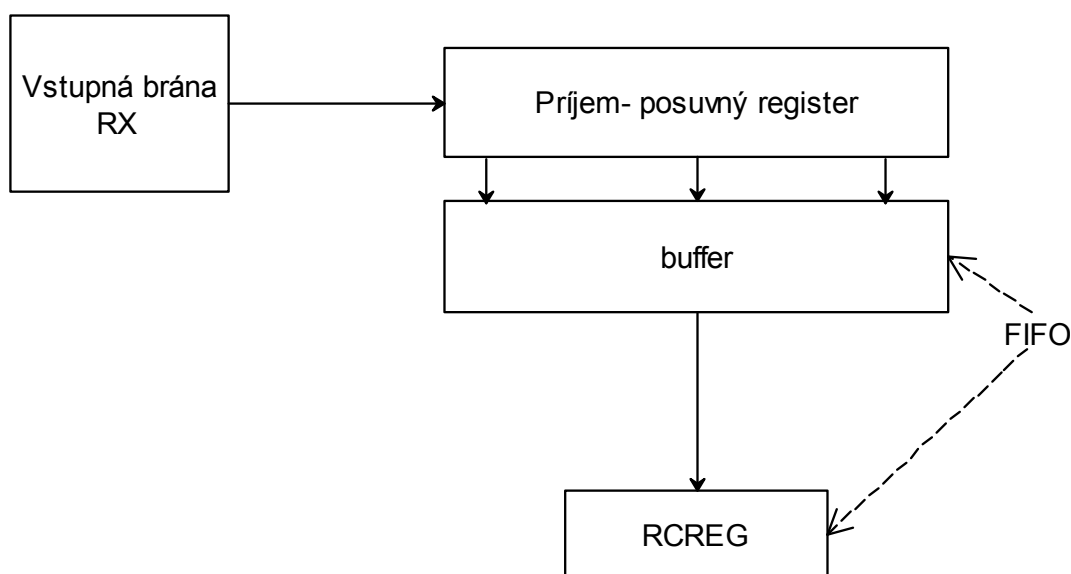 Vstupná brána
RX
Príjem- posuvný register
buffer
FIFO
RCREG